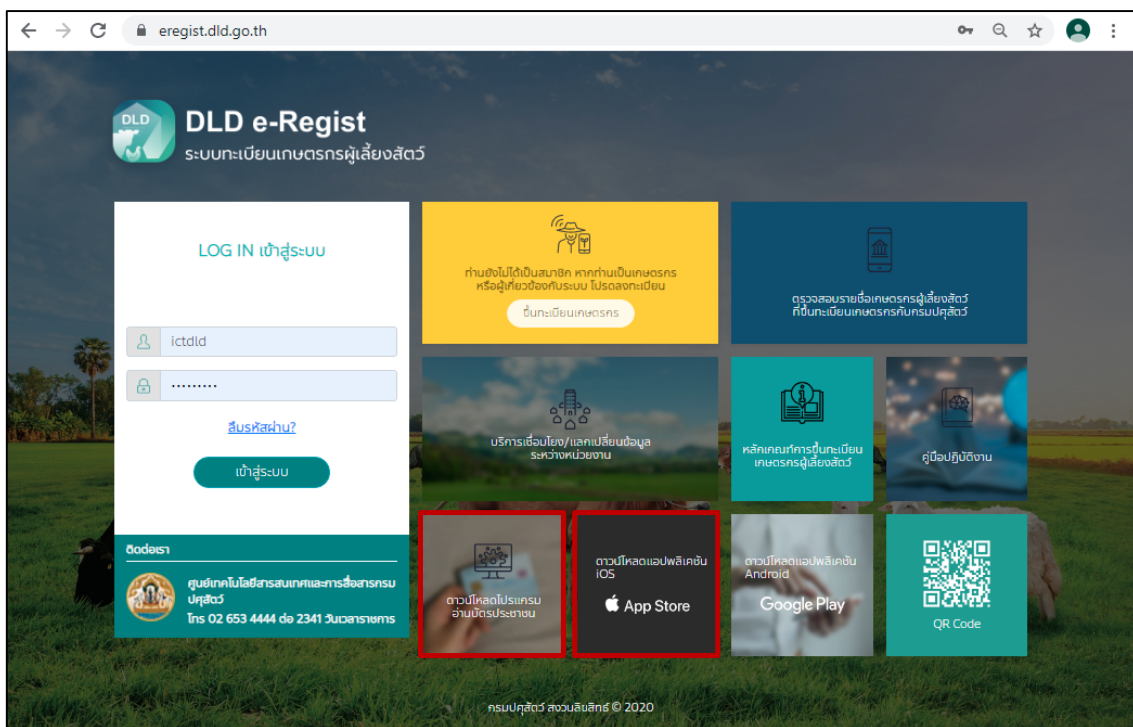 eregist.dld.go.th
DLD
DLD e-Regist
ระบบทะเบียนเกษตรกรผู้เลี้ยงสัตว์
LOG IN เข้าสู่ระบบ
ictdld
ลืมรหัสผ่าน?
เข้าสู่ระบบ
ติดต่อเรา
ศูนย์เทคโนโลยีสารสนเทศและการสื่อสารกรม
ปศุสัตว์
โทร 02 653 4444 ต่อ 2341 วันเวลาราชการ
ท่านยังไม่ได้เป็นสมาชิก หากท่านเป็นเกษตรกร
หรือผู้เกี่ยวข้องกับระบบ โปรดลงทะเบียน
ขึ้นทะเบียนเกษตรกร
ตรวจสอบรายชื่อเกษตรกรผู้เลี้ยงสัตว์
ที่ขึ้นทะเบียนเกษตรกรกับกรมปศุสัตว์
บริการเชื่อมโยง/แลกเปลี่ยนข้อมูล
ระหว่างหน่วยงาน
หลักเกณฑ์การขึ้นทะเบียน
เกษตรกรผู้เลี้ยงสัตว์
คู่มือปฏิบัติงาน
ดาวน์โหลดโปรแกรม
อ่านบัตรประชาชน
ดาวน์โหลดแอปพลิเคชัน
iOS
App Store
ดาวน์โหลดแอปพลิเคชัน
Android
Google Play
QR Code
กรมปศุสัตว์ สงวนลิขสิทธ์ © 2020